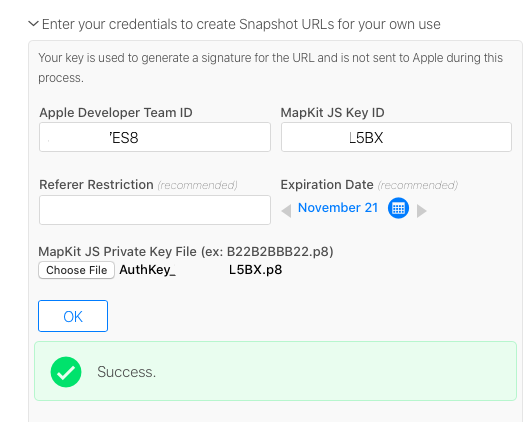 Enter your credentials to create Snapshot URLs for your own use
Your key is used to generate a signature for the URL and is not sent to Apple during this
process.
Apple Developer Team ID MapKit JS Key ID
ES8 L5BX
Referer Restriction (recommended) Expiration Date (recommended)
November 21
MapKit JS Private Key File (ex: B22B2BBB22.p8)
Choose File AuthKey_ L5BX.p8
OK
Success.